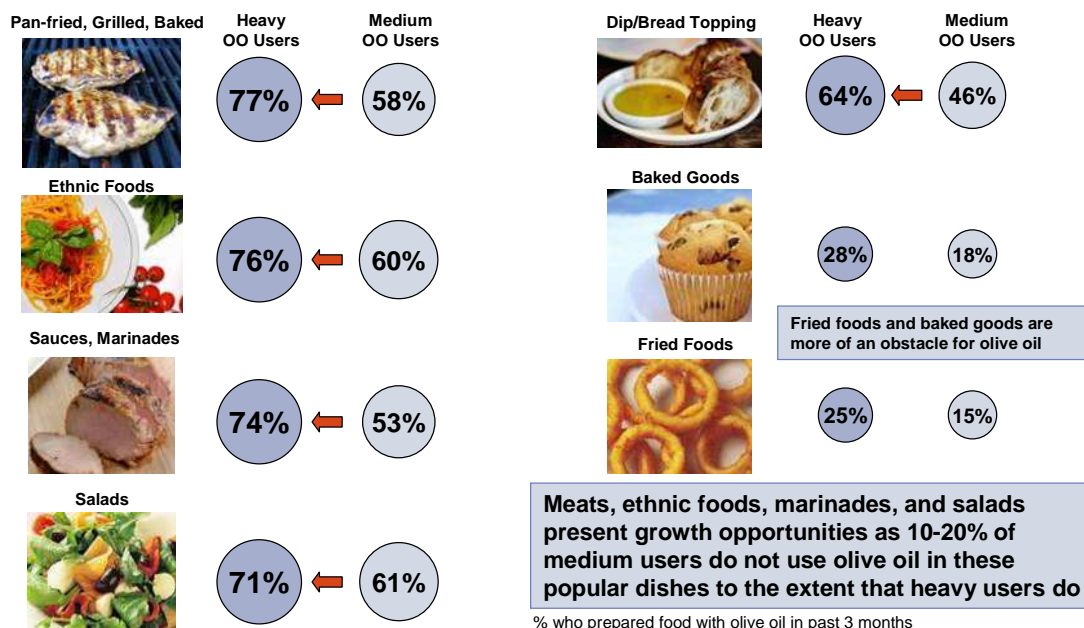 Pan-fried, Grilled, Baked
Heavy
OO Users
Medium
OO Users
77%
58%
Ethnic Foods
76%
60%
Sauces, Marinades
74%
53%
Salads
71%
61%
Dip/Bread Topping
Heavy
OO Users
Medium
OO Users
64%
46%
Baked Goods
28%
18%
Fried foods and baked goods are
more of an obstacle for olive oil
Fried Foods
25%
15%
Meats, ethnic foods, marinades, and salads
present growth opportunities as 10-20% of
medium users do not use olive oil in these
popular dishes to the extent that heavy users do
% who prepared food with olive oil in past 3 months